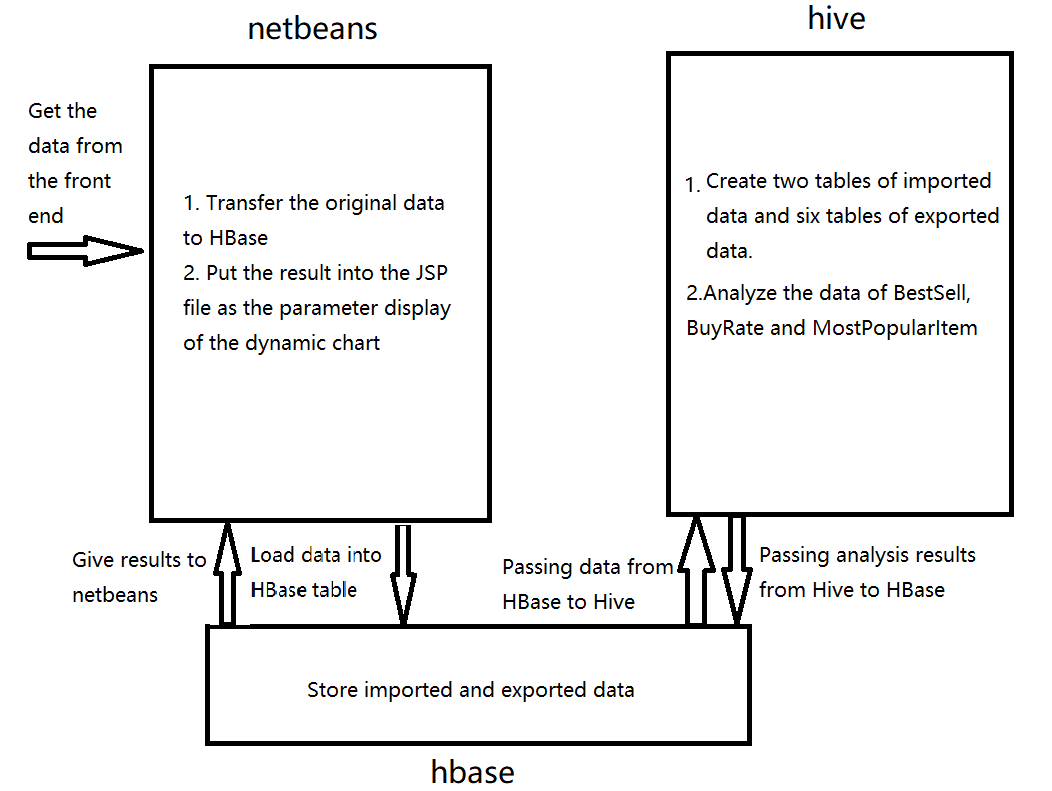 netbeans
hive
Get the
data from
the front
end
1. Transfer the original data
to HBase
2. Put the result into the JSP
file as the parameter display
of the dynamic chart
1. Create two tables of imported
data and six tables of exported
data.
2.Analyze the data of BestSell,
BuyRate and MostPopularItem
Give results to
netbeans
Load data into
HBase table
Passing data from
HBase to Hive
Passing analysis results
from Hive to HBase
Store imported and exported data
hbase